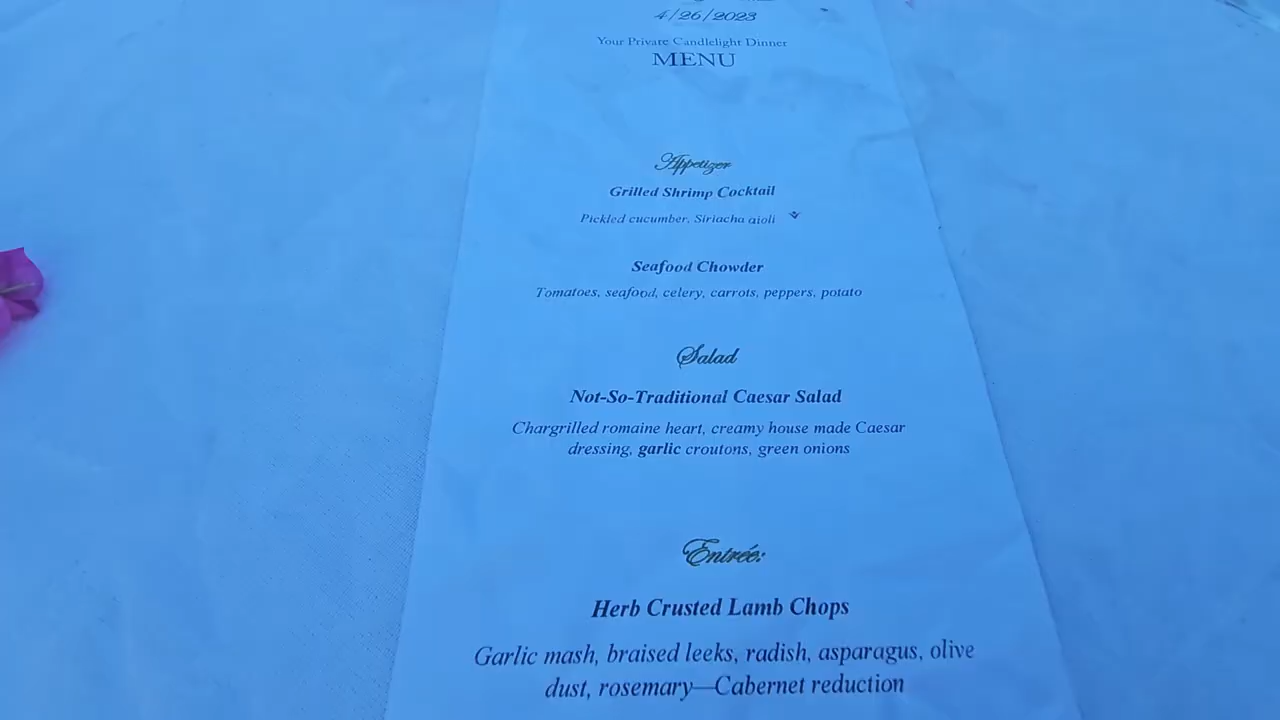 4/26/2023
Your Private Candlelight Dinner
MENU
Appetizer
Grilled Shrimp Cocktail
Pickled cucumber, Siriacha aioli
Seafood Chowder
Tomatoes, seafood, celery, carrots, peppers, potato
Salad
Not-So-Traditional Caesar Salad
Chargrilled romaine heart, creamy house made Caesar
dressing, garlic croutons, green onions
Entrée:
Herb Crusted Lamb Chops
Garlic mash, braised leeks, radish, asparagus, olive
dust, rosemary—Cabernet reduction